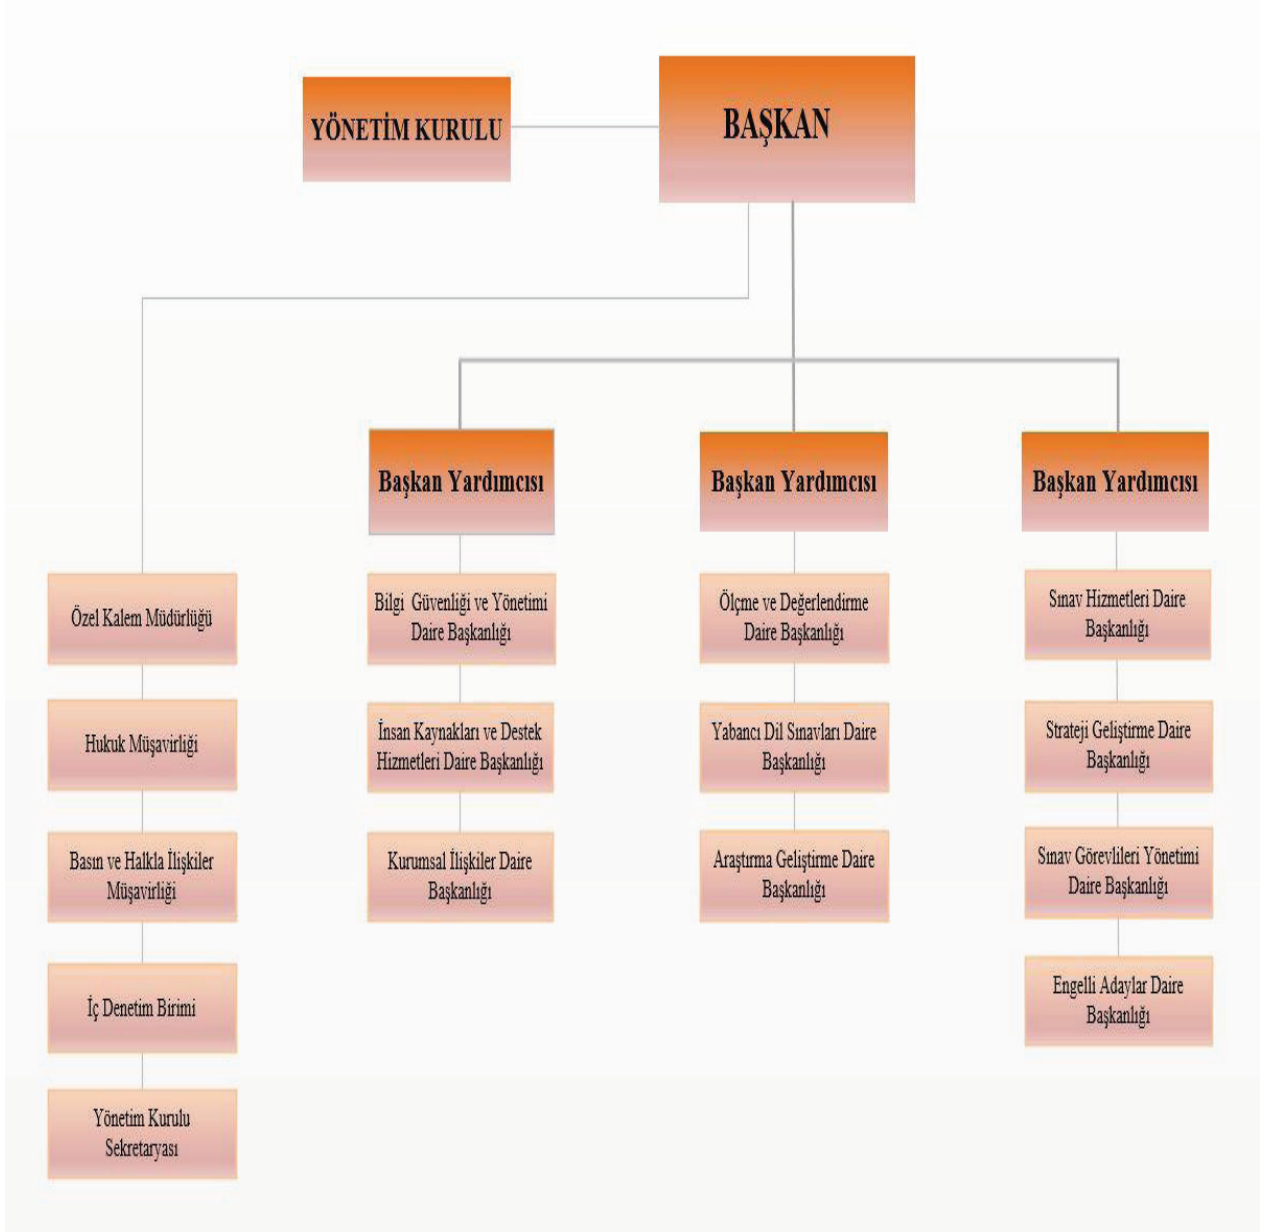 YÖNETİM KURULU
BAŞKAN
Başkan Yardımcısı
Başkan Yardımcısı
Başkan Yardımcısı
Özel Kalem Müdürlüğü
Hukuk Müşavirliği
Basın ve Halkla İlişkiler
Müşavirliği
İç Denetim Birimi
Yönetim Kurulu
Sekretaryası
Bilgi Güvenliği ve Yönetimi
Daire Başkanlığı
İnsan Kaynakları ve Destek
Hizmetleri Daire Başkanlığı
Kurumsal İlişkiler Daire
Başkanlığı
Ölçme ve Değerlendirme
Daire Başkanlığı
Yabancı Dil Sınavları Daire
Başkanlığı
Araştırma Geliştirme Daire
Başkanlığı
Sınav Hizmetleri Daire
Başkanlığı
Strateji Geliştirme Daire
Başkanlığı
Sınav Görevlileri Yönetimi
Daire Başkanlığı
Engelli Adaylar Daire
Başkanlığı